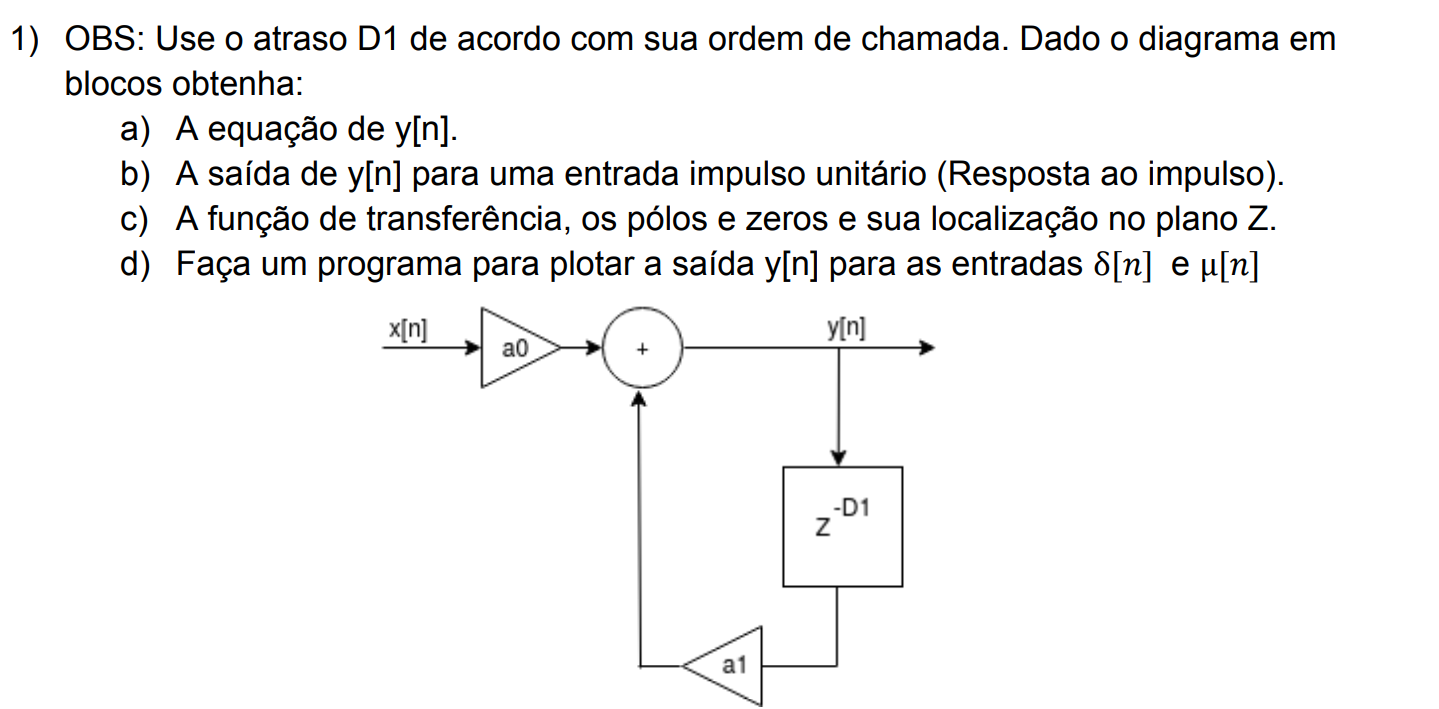 1) OBS: Use o atraso D1 de acordo com sua ordem de chamada. Dado o diagrama em
blocos obtenha:
a) A equação de y[n].
b) A saída de y[n] para uma entrada impulso unitário (Resposta ao impulso).
c) A função de transferência, os pólos e zeros e sua localização no plano Z.
d) Faça um programa para plotar a saída y[n] para as entradas δ[n] e μ[n]
x[n]
a0
+
y[n]
z^-D1
a1